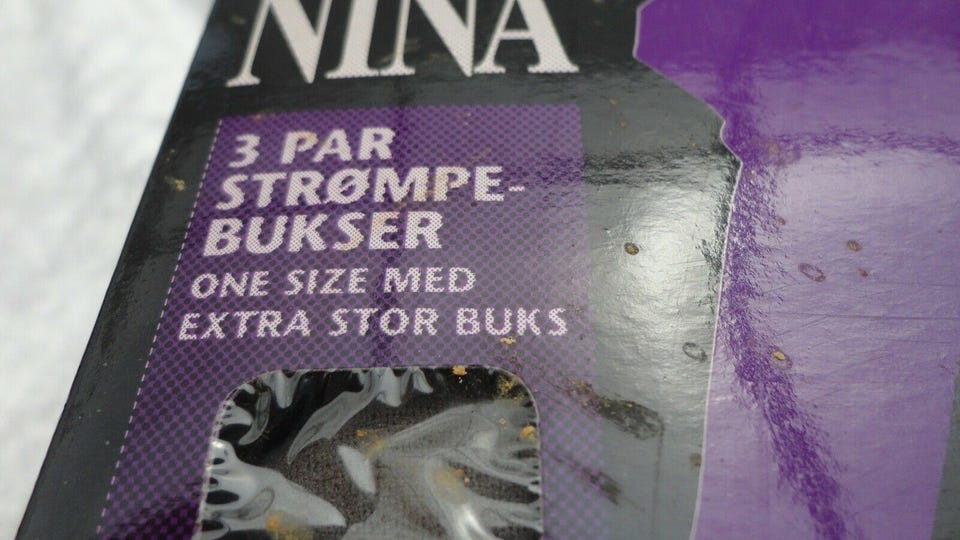 NINA
3 PAR
STRØMPE-
BUKSER
ONE SIZE MED
EXTRA STOR BUKS